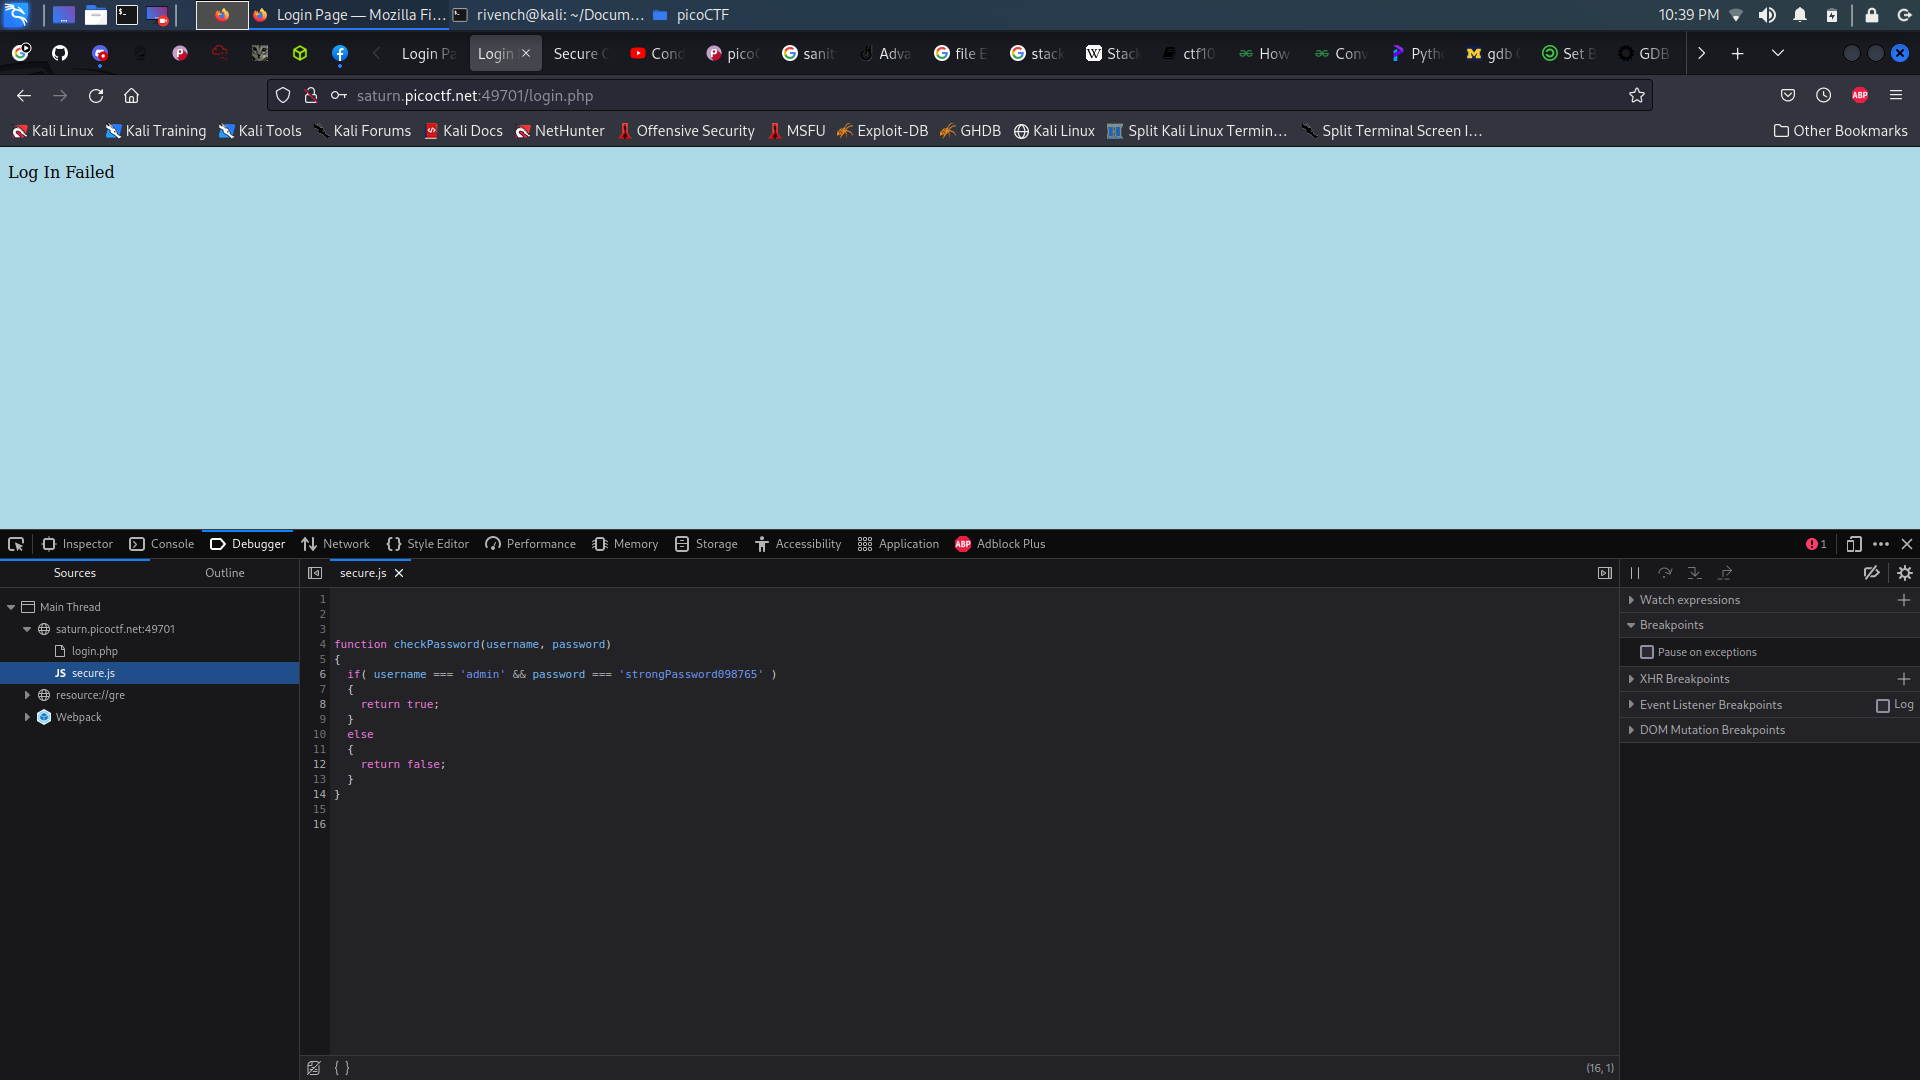 Login Page — Mozilla Fi...
rivench@kali: ~/Docum...
picoCTF
10:39 PM
Login Pa
Login
Secure
YouTube
Cond
pico
sanit
Adva
file E
stack
Stack
ctf10
How
Conv
Pyth
gdb
Set B
GDB
saturn.picoctf.net:49701/login.php
ABP
Kali Linux
Kali Training
Kali Tools
Kali Forums
Kali Docs
NetHunter
Offensive Security
MSFU
Exploit-DB
GHDB
Kali Linux
Split Kali Linux Termin...
Split Terminal Screen I...
Other Bookmarks
Log In Failed
Inspector
Console
Debugger
Network
Style Editor
Performance
Memory
Storage
Accessibility
Application
ABP Adblock Plus
1
Sources
Outline
secure.js
Main Thread
saturn.picoctf.net:49701
login.php
JS secure.js
resource://gre
Webpack
1
2
3
4 function checkPassword(username, password)
5 {
6 if( username === 'admin' && password === 'strongPassword098765' )
7 {
8 return true;
9 }
10 else
11 {
12 return false;
13 }
14 }
15
16
Watch expressions
Breakpoints
Pause on exceptions
XHR Breakpoints
Event Listener Breakpoints
Log
DOM Mutation Breakpoints
{ }
(16, 1)